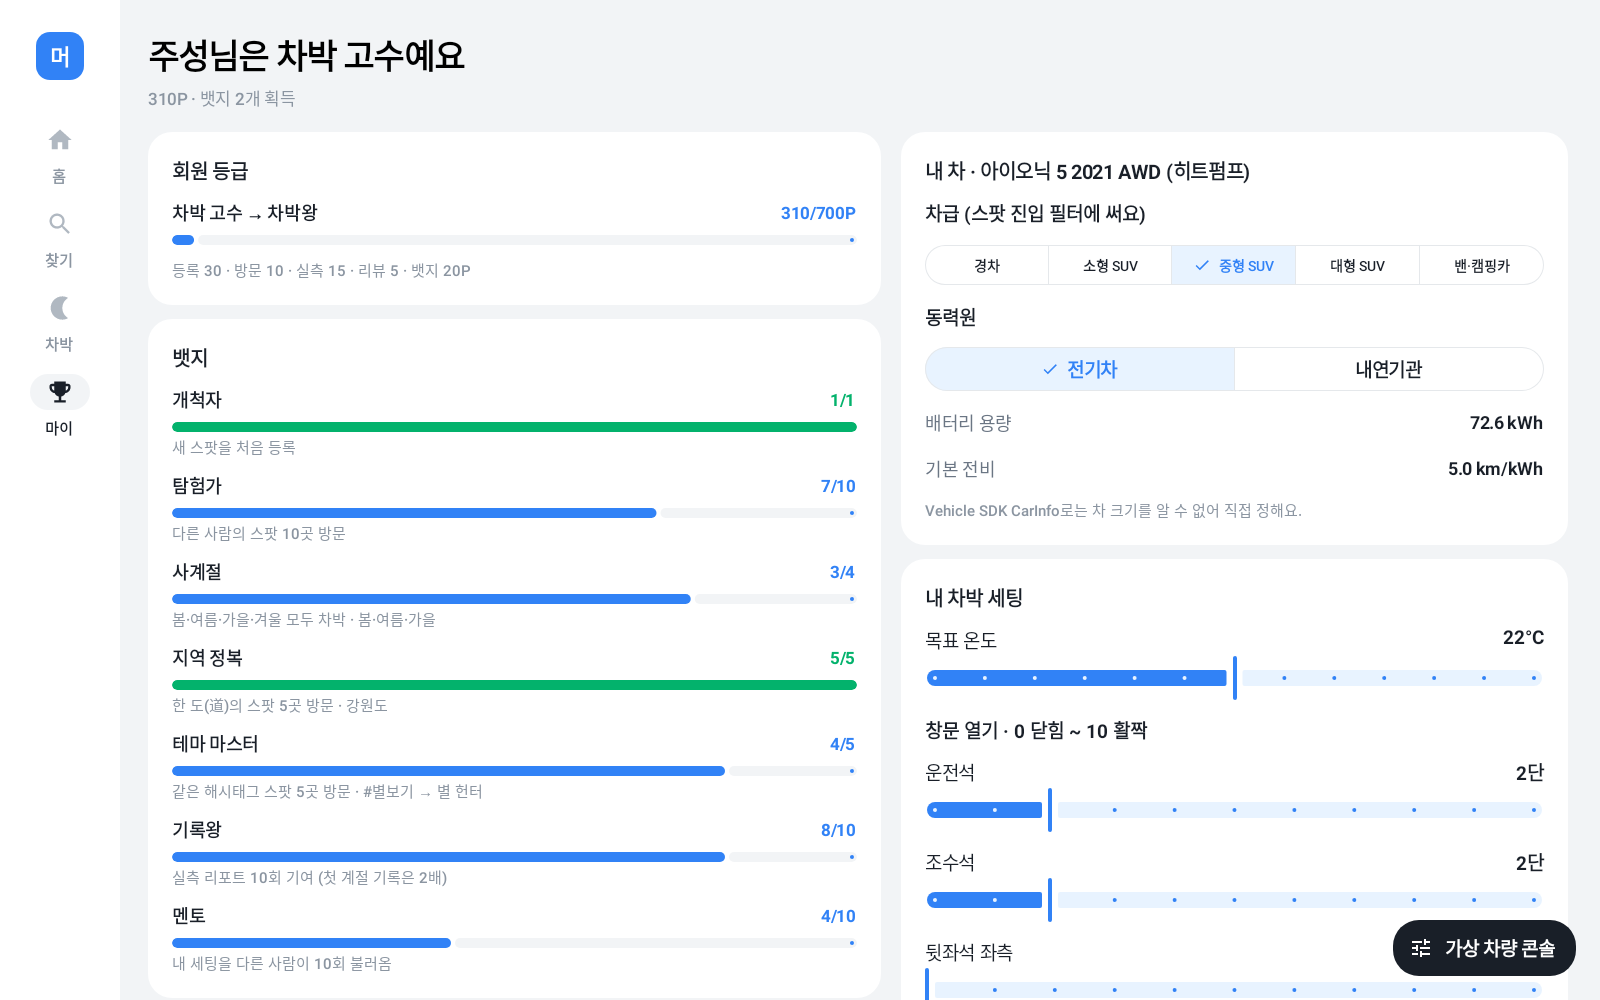 머
홈
찾기
차박
마이
주성님은 차박 고수예요
310P · 뱃지 2개 획득
회원 등급
차박 고수 → 차박왕 310/700P
등록 30 · 방문 10 · 실측 15 · 리뷰 5 · 뱃지 20P
뱃지
개척자 1/1
새 스팟을 처음 등록
탐험가 7/10
다른 사람의 스팟 10곳 방문
사계절 3/4
봄·여름·가을·겨울 모두 차박 · 봄·여름·가을
지역 정복 5/5
한 도(道)의 스팟 5곳 방문 · 강원도
테마 마스터 4/5
같은 해시태그 스팟 5곳 방문 · #별보기 → 별 헌터
기록왕 8/10
실측 리포트 10회 기여 (첫 계절 기록은 2배)
멘토 4/10
내 세팅을 다른 사람이 10회 불러옴
내 차 · 아이오닉 5 2021 AWD (히트펌프)
차급 (스팟 진입 필터에 써요)
경차 소형 SUV 중형 SUV 대형 SUV 밴·캠핑카
동력원
전기차 내연기관
배터리 용량 72.6 kWh
기본 전비 5.0 km/kWh
Vehicle SDK CarInfo로는 차 크기를 알 수 없어 직접 정해요.
내 차박 세팅
목표 온도 22°C
창문 열기 · 0 닫힘 ~ 10 활짝
운전석 2단
조수석 2단
뒷좌석 좌측
가상 차량 콘솔